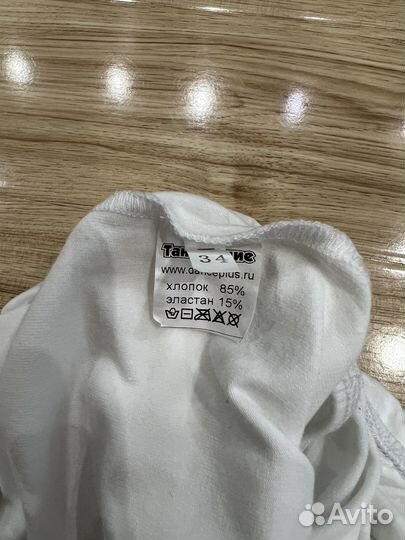 34
www.danceplus.ru
хлопок 85%
эластан 15%
Avito